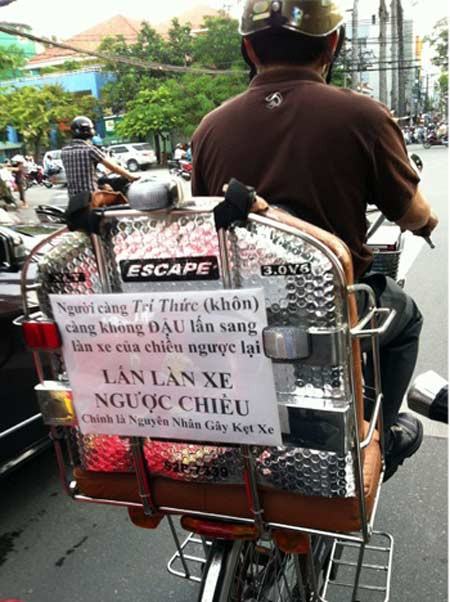 ESCAPE
3.0V6
Người càng Trí Thức (khôn)
càng không ĐẬU lấn sang
làn xe của chiều ngược lại
LẤN LÀN XE
NGƯỢC CHIỀU
Chính là Nguyên Nhân Gây Kẹt Xe